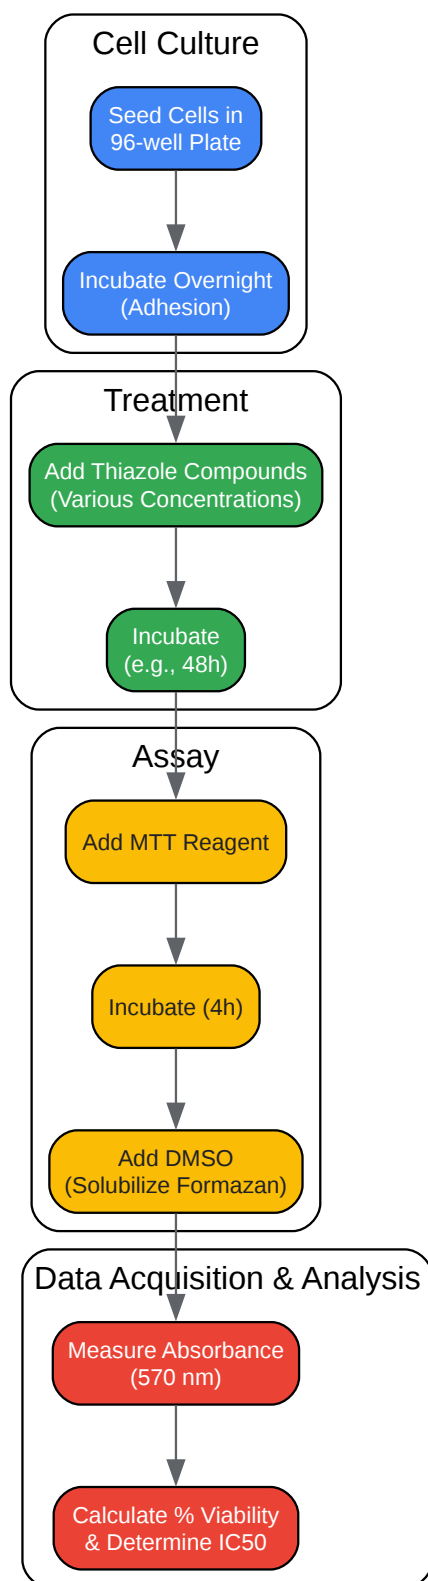 Cell Culture
Seed Cells in
96-well Plate
Incubate Overnight
(Adhesion)
Treatment
Add Thiazole Compounds
(Various Concentrations)
Incubate
(e.g., 48h)
Assay
Add MTT Reagent
Incubate (4h)
Add DMSO
(Solubilize Formazan)
Data Acquisition & Analysis
Measure Absorbance
(570 nm)
Calculate % Viability
& Determine IC50